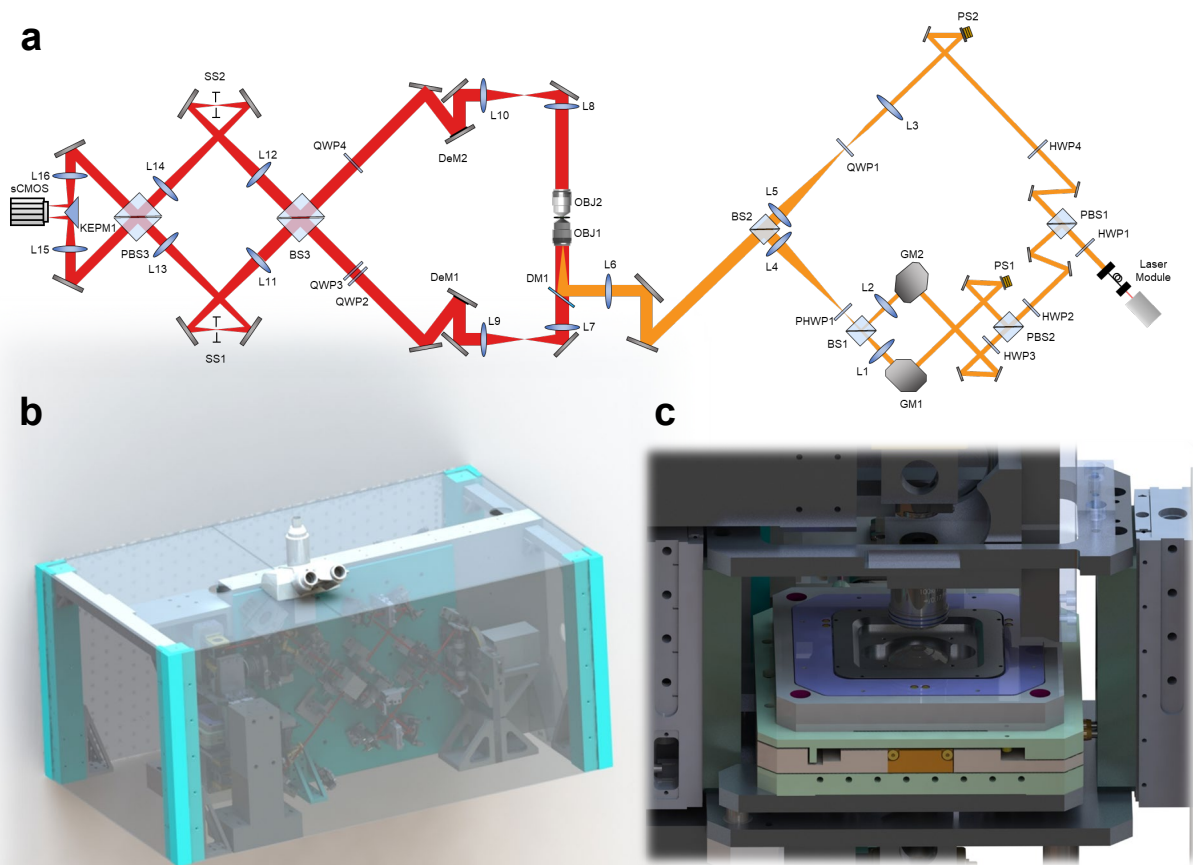 a
PS2
SS2
L10
L8
DeM2
L3
QWP4
L12
L14
L16
sCMOS
KEPM1
L15
PBS3
L13
BS3
L11
QWP3
QWP2
DeM1
SS1
L9
L7
OBJ2
OBJ1
DM1
L6
QWP1
L5
BS2
L4
HWP4
PBS1
HWP1
GM2
PS1
Laser
Module
L2
PHWP1
BS1
L1
GM1
HWP2
PBS2
HWP3
b
c